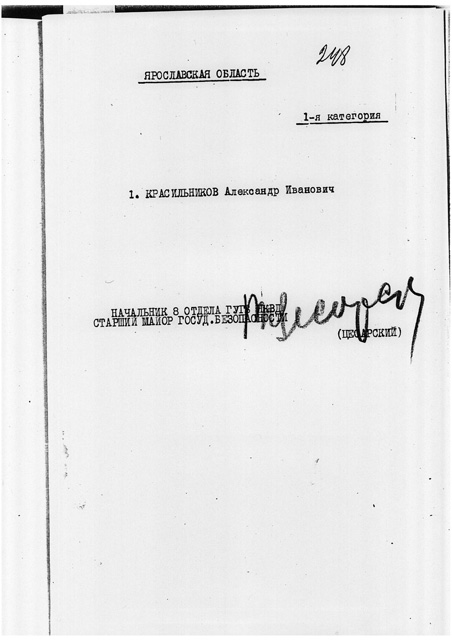 248
ЯРОСЛАВСКАЯ ОБЛАСТЬ
1-я категория
1. КРАСИЛЬНИКОВ Александр Иванович
НАЧАЛЬНИК 8 ОТДЕЛА ГУГБ НКВД
СТАРШИЙ МАЙОР ГОСУД.БЕЗОПАСНОСТИ
(ЦЕСАРСКИЙ)